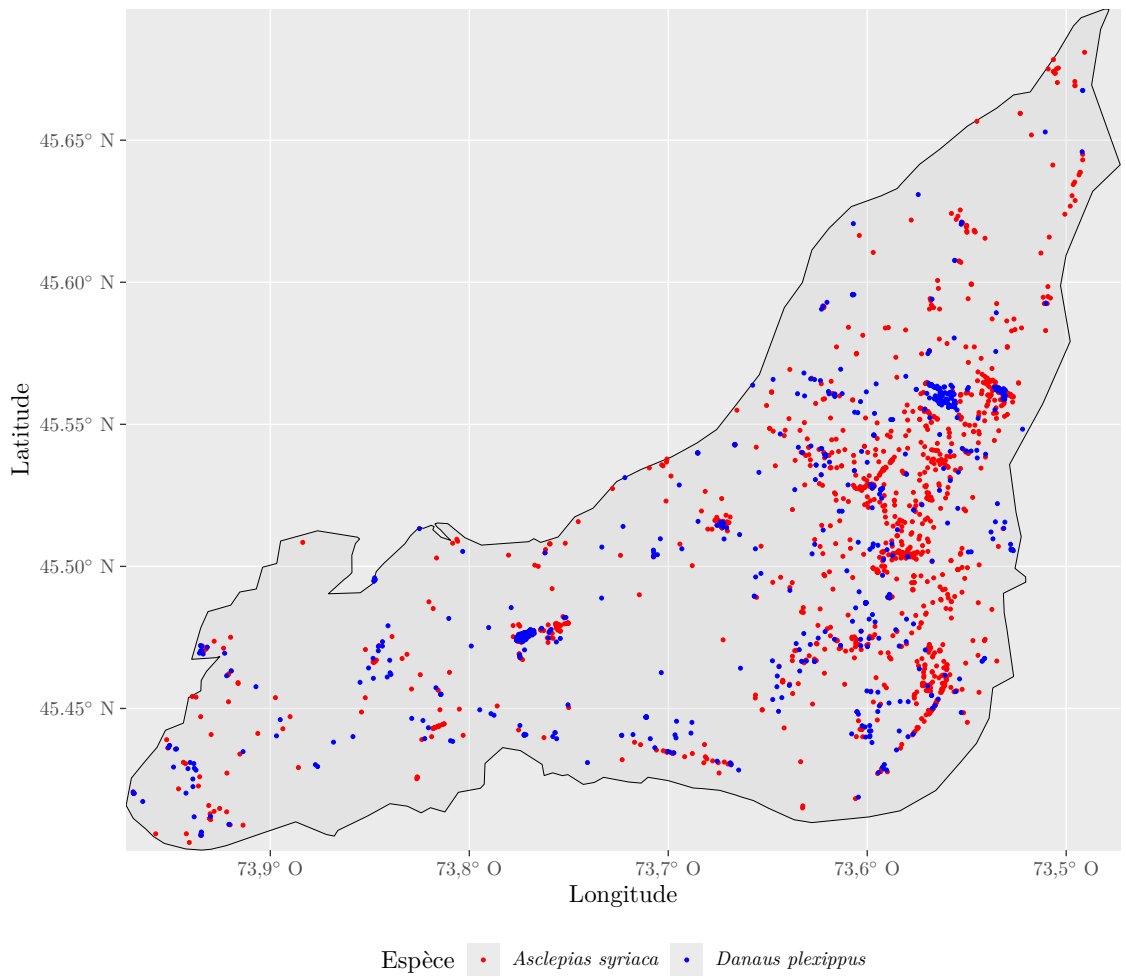 45.65° N
45.60° N
45.55° N
45.50° N
45.45° N
Latitude
73,9° O 73,8° O 73,7° O 73,6° O 73,5° O
Longitude
Espèce Asclepias syriaca Danaus plexippus